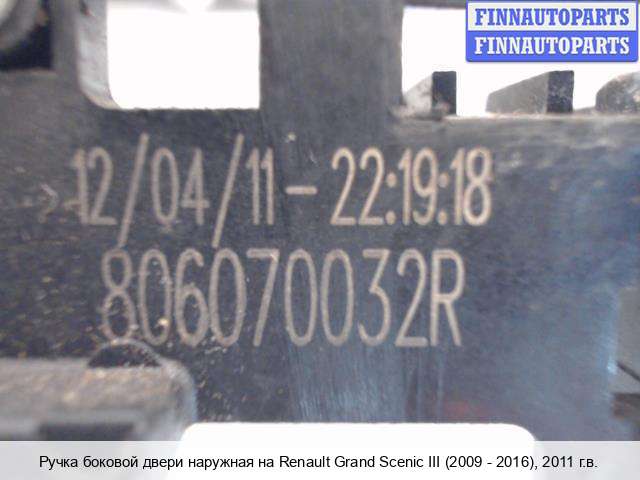 FINNAUTOPARTS
FINNAUTOPARTS
12/04/11-22:19:18
806070032R
Ручка боковой двери наружная на Renault Grand Scenic III (2009 - 2016), 2011 г.в.